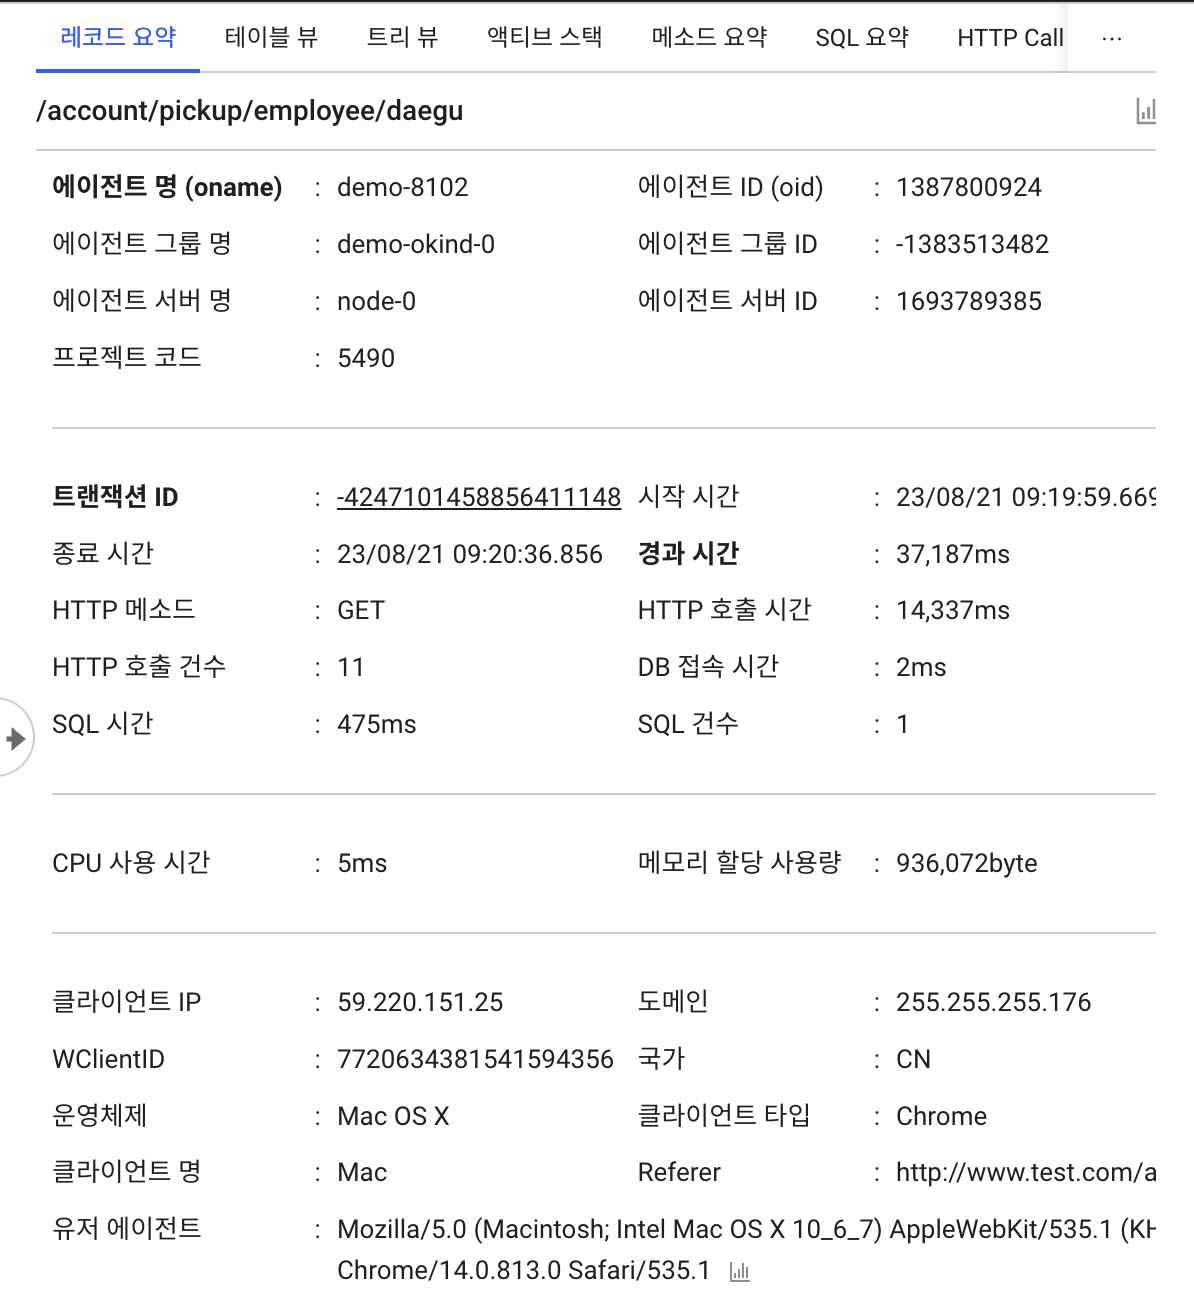 레코드 요약 테이블 뷰 트리 뷰 액티브 스택 메소드 요약 SQL 요약 HTTP Call ...
/account/pickup/employee/daegu
에이전트 명 (oname) : demo-8102 에이전트 ID (oid) : 1387800924
에이전트 그룹 명 : demo-okind-0 에이전트 그룹 ID : -1383513482
에이전트 서버 명 : node-0 에이전트 서버 ID : 1693789385
프로젝트 코드 : 5490
트랜잭션 ID : -4247101458856411148 시작 시간 : 23/08/21 09:19:59.669
종료 시간 : 23/08/21 09:20:36.856 경과 시간 : 37,187ms
HTTP 메소드 : GET HTTP 호출 시간 : 14,337ms
HTTP 호출 건수 : 11 DB 접속 시간 : 2ms
SQL 시간 : 475ms SQL 건수 : 1
CPU 사용 시간 : 5ms 메모리 할당 사용량 : 936,072byte
클라이언트 IP : 59.220.151.25 도메인 : 255.255.255.176
WClientID : 7720634381541594356 국가 : CN
운영체제 : Mac OS X 클라이언트 타입 : Chrome
클라이언트 명 : Mac Referer : http://www.test.com/a
유저 에이전트 : Mozilla/5.0 (Macintosh; Intel Mac OS X 10_6_7) AppleWebKit/535.1 (KH
Chrome/14.0.813.0 Safari/535.1